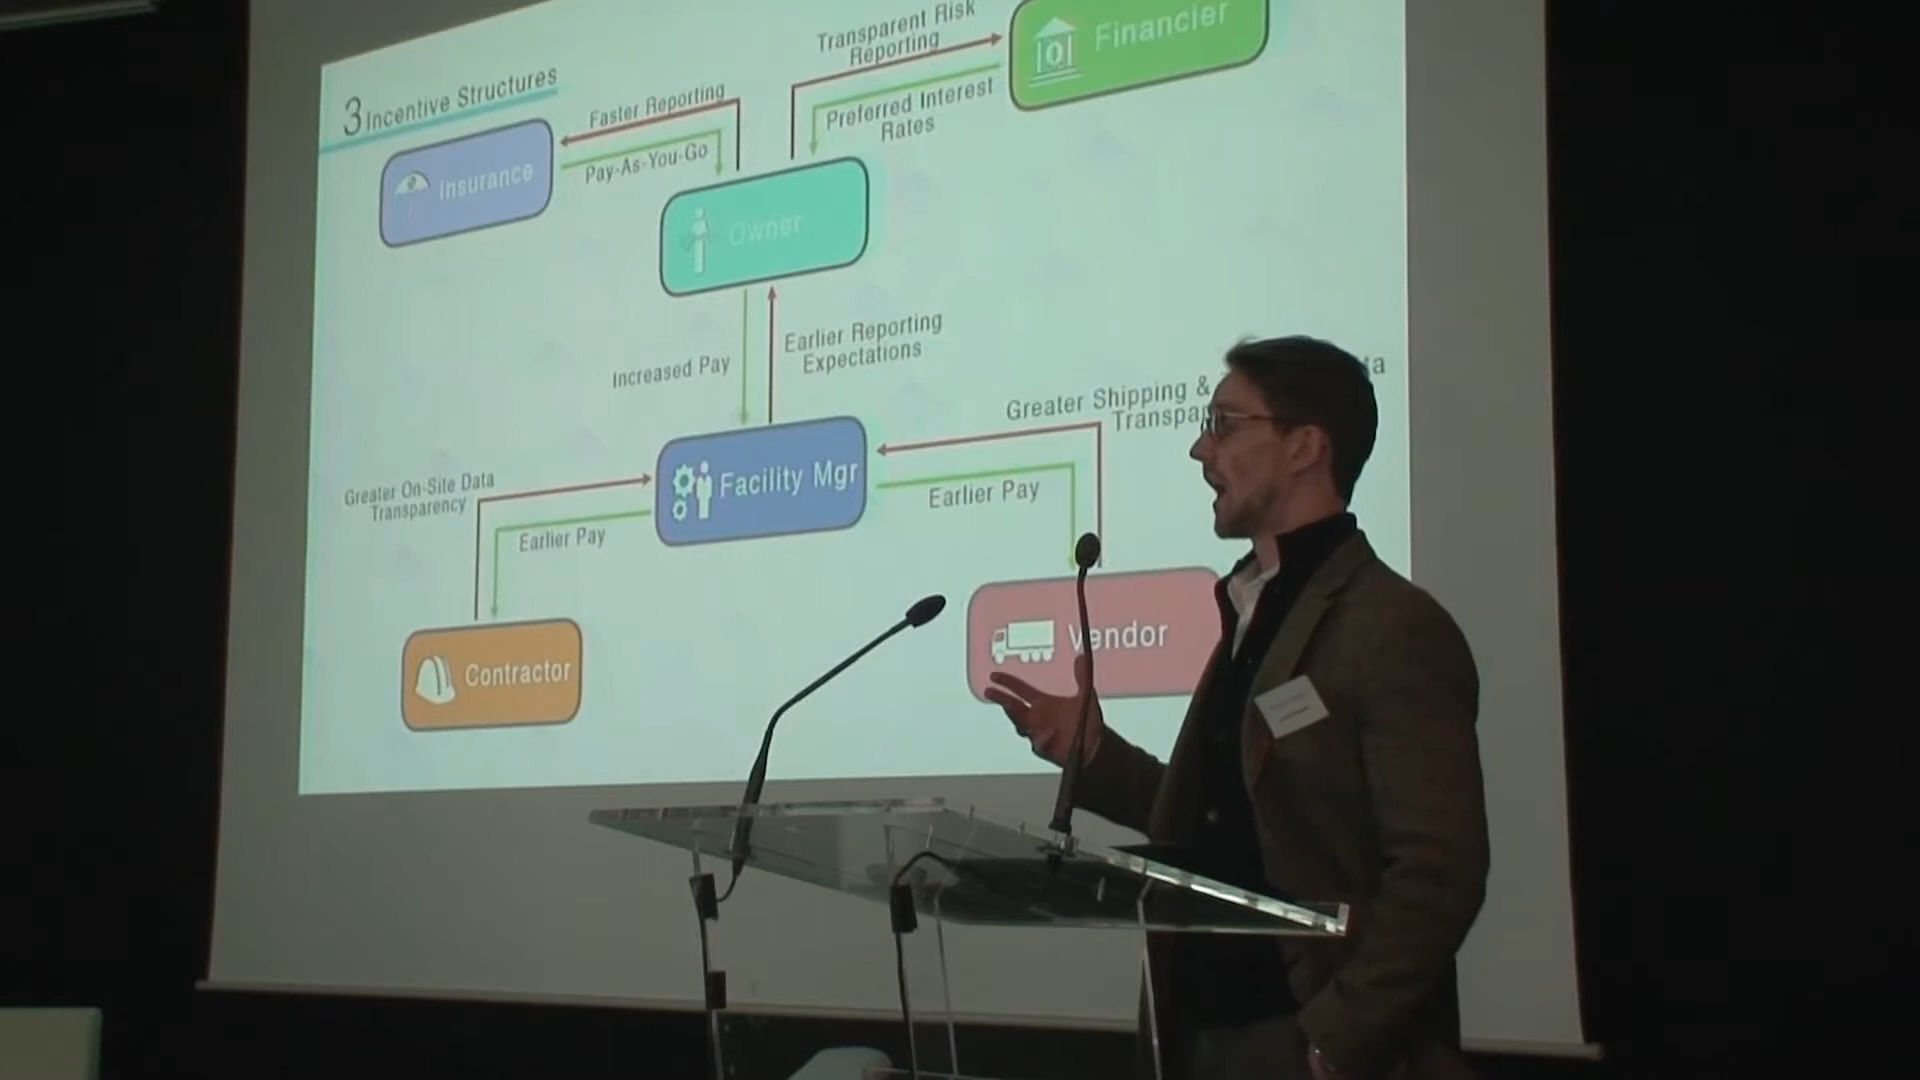 3 Incentive Structures
Transparent Risk
Reporting
Financier
Faster Reporting
Preferred Interest
Rates
Pay-As-You-Go
Insurance
Owner
Increased Pay
Earlier Reporting
Expectations
Greater Shipping &
Facility Mgr
Greater On-Site Data
Transparency
Earlier Pay
Earlier Pay
Contractor
Vendor